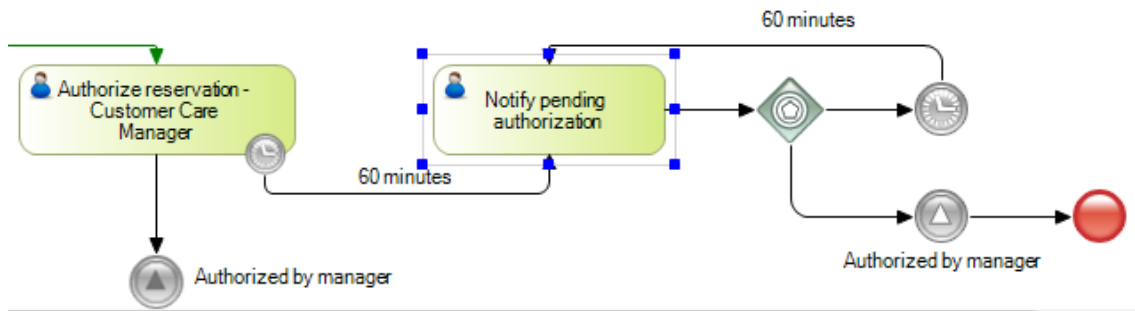 60 minutes
Authorize reservation -
Customer Care
Manager
Notify pending
authorization
60 minutes
Authorized by manager
Authorized by manager